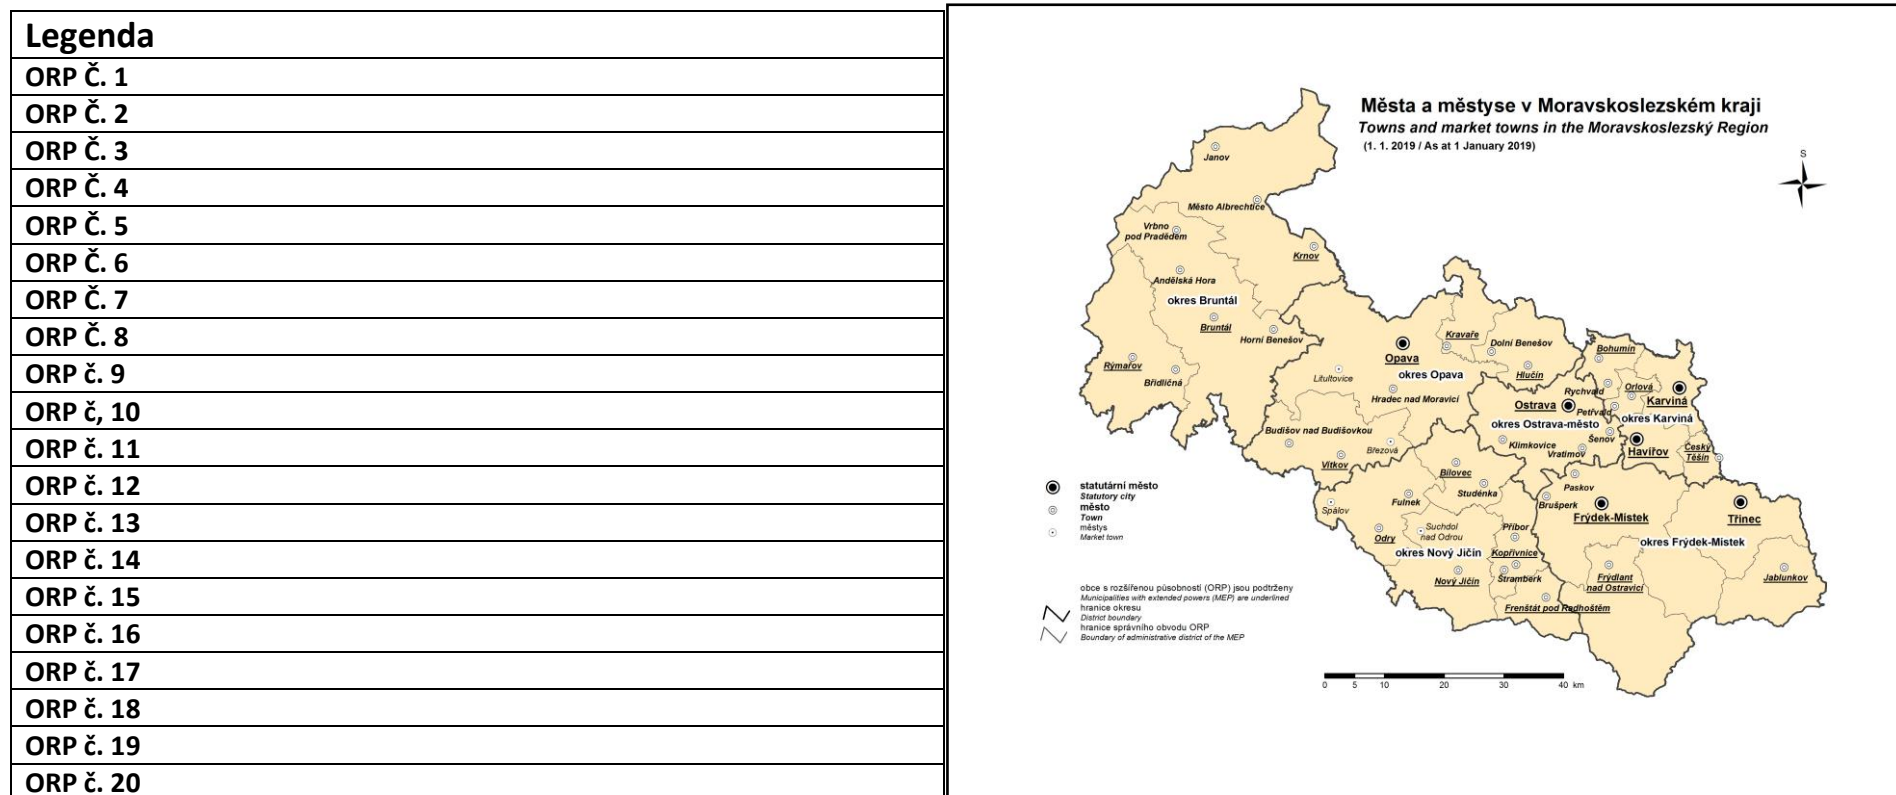 Legenda
ORP Č. 1
ORP Č. 2
ORP Č. 3
ORP Č. 4
ORP Č. 5
ORP Č. 6
ORP Č. 7
ORP Č. 8
ORP č. 9
ORP č, 10
ORP č. 11
ORP č. 12
ORP č. 13
ORP č. 14
ORP č. 15
ORP č. 16
ORP č. 17
ORP č. 18
ORP č. 19
ORP č. 20
Města a městyse v Moravskoslezském kraji
Towns and market towns in the Moravskoslezský Region
(1. 1. 2019 / As at 1 January 2019)
S
Janov
Město Albrechtice
Vrbno
pod Pradědem
Krnov
Andělská Hora
okres Bruntál
Bruntál
Horní Benešov
Rýmařov
Břidličná
Opava
okres Opava
Kravaře
Dolní Benešov
Hlučín
Litultovice
Hradec nad Moravicí
Budišov nad Budišovkou
Březová
Vítkov
Bohumín
Rychvald
Orlová
Karviná
Petřvald
okres Karviná
Ostrava
okres Ostrava-město
Klimkovice
Šenov
Vratimov
Havířov
Český
Těšín
Bílovec
Studénka
Fulnek
Spálov
Odry
Suchdol
nad Odrou
Příbor
okres Nový Jičín
Kopřivnice
Nový Jičín
Štramberk
Frenštát pod Radhoštěm
Paskov
Brušperk
Frýdek-Místek
Třinec
okres Frýdek-Místek
Frýdlant
nad Ostravicí
Jablunkov
statutární město
Statutory city
město
Town
městys
Market town
obce s rozšířenou působností (ORP) jsou podtrženy
Municipalities with extended powers (MEP) are underlined
hranice okresu
District boundary
hranice správního obvodu ORP
Boundary of administrative district of the MEP
0 5 10 20 30 40 km